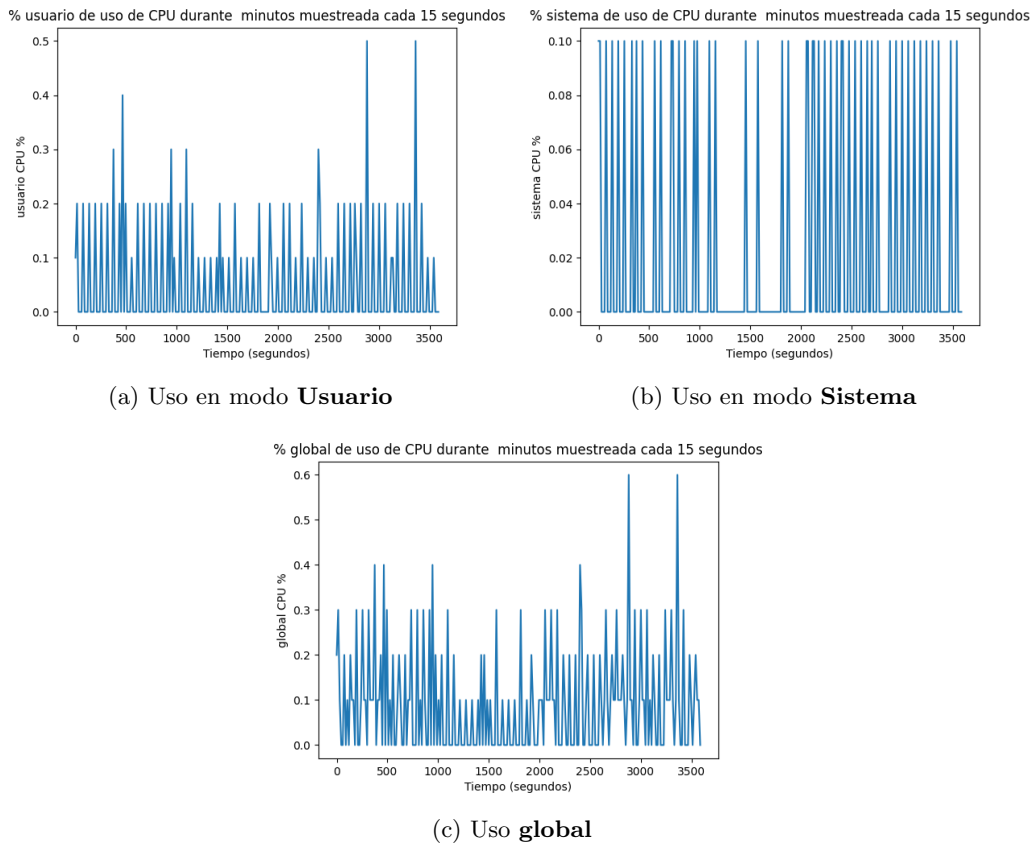 % usuario de uso de CPU durante  minutos muestreada cada 15 segundos
usuario CPU %
0.5
0.4
0.3
0.2
0.1
0.0
0 500 1000 1500 2000 2500 3000 3500
Tiempo (segundos)
(a) Uso en modo Usuario
% sistema de uso de CPU durante  minutos muestreada cada 15 segundos
sistema CPU %
0.10
0.08
0.06
0.04
0.02
0.00
0 500 1000 1500 2000 2500 3000 3500
Tiempo (segundos)
(b) Uso en modo Sistema
% global de uso de CPU durante  minutos muestreada cada 15 segundos
global CPU %
0.6
0.5
0.4
0.3
0.2
0.1
0.0
0 500 1000 1500 2000 2500 3000 3500
Tiempo (segundos)
(c) Uso global